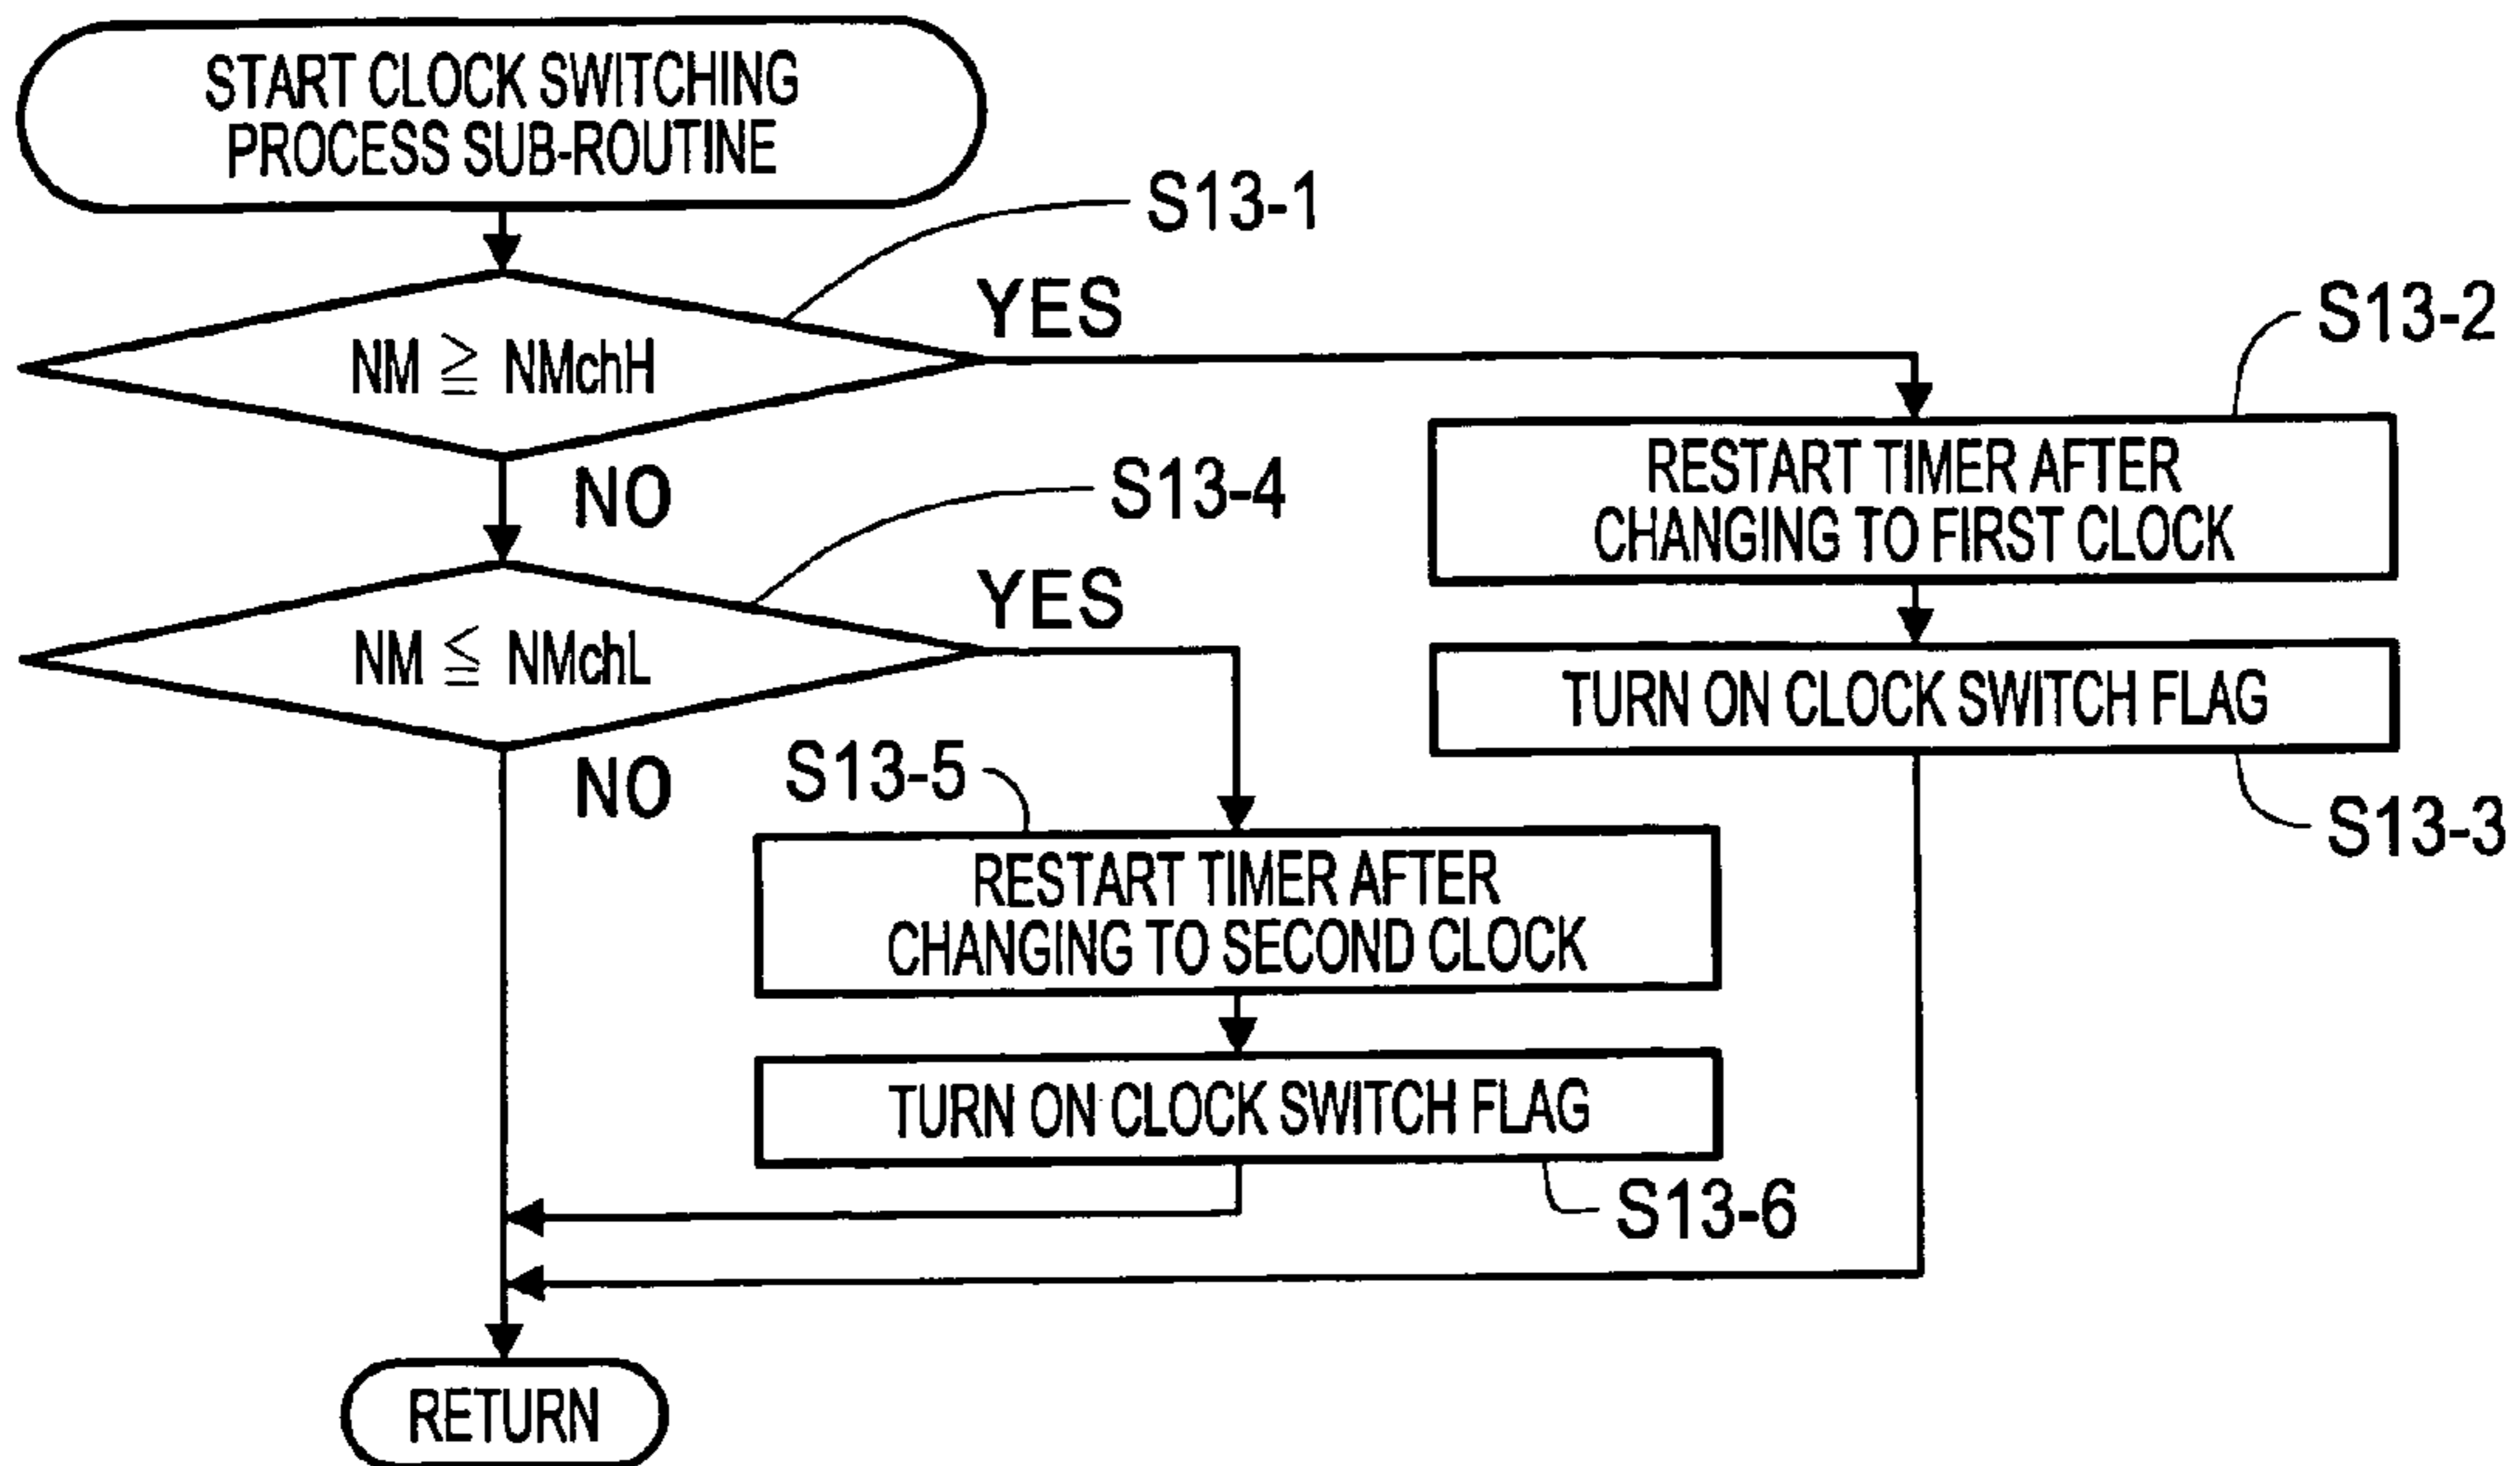 START CLOCK SWITCHING
PROCESS SUB-ROUTINE
S13-1
NM ≧ NMchH
YES
NO
S13-2
RESTART TIMER AFTER
CHANGING TO FIRST CLOCK
TURN ON CLOCK SWITCH FLAG
S13-3
S13-4
NM ≦ NMchL
YES
NO
S13-5
RESTART TIMER AFTER
CHANGING TO SECOND CLOCK
TURN ON CLOCK SWITCH FLAG
S13-6
RETURN